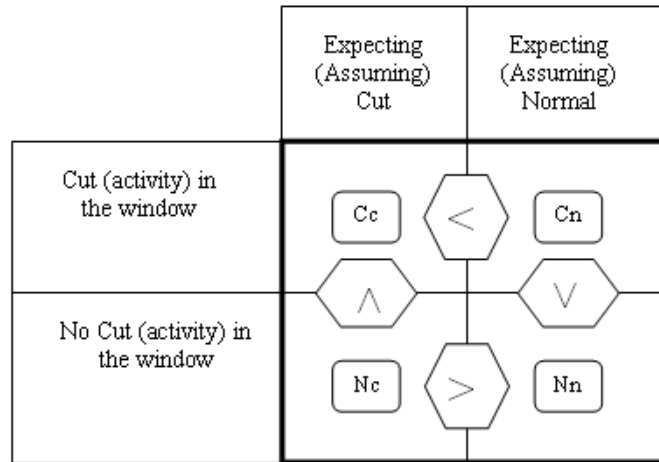 Expecting
(Assuming)
Cut
Expecting
(Assuming)
Normal
Cut (activity) in
the window
Cc
<
Cn
∧
∨
No Cut (activity) in
the window
Nc
>
Nn